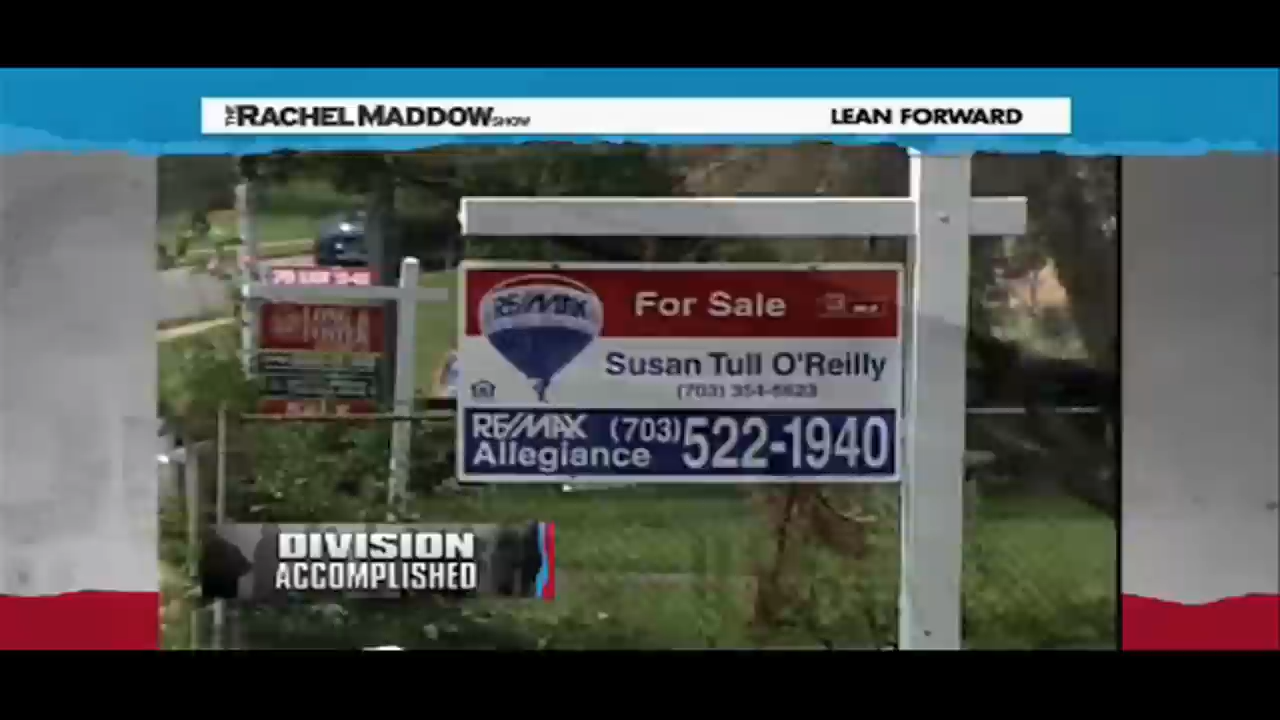 THE RACHEL MADDOW SHOW
LEAN FORWARD
RE/MAX
For Sale
Susan Tull O'Reilly
RE/MAX (703) 522-1940
Allegiance
DIVISION
ACCOMPLISHED